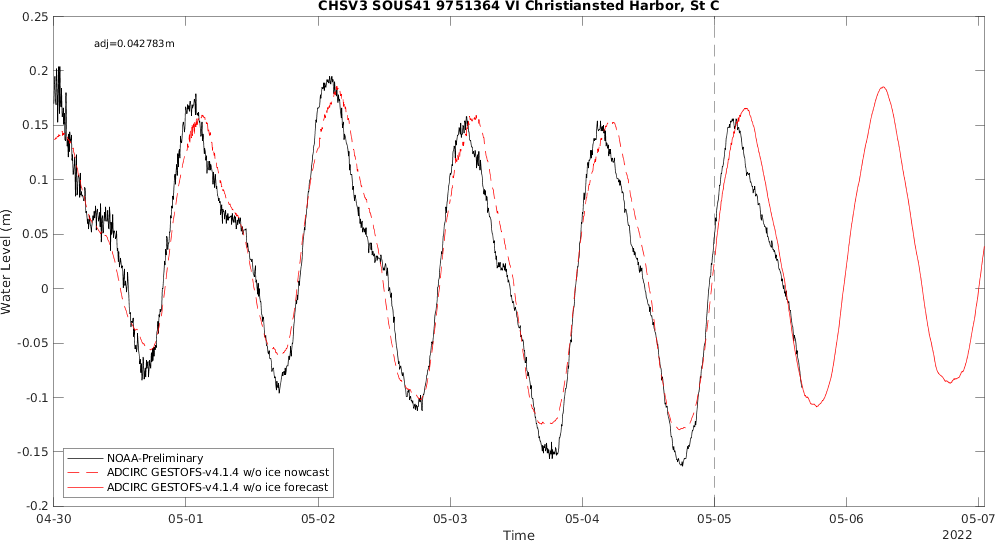 CHSV3 SOUS41 9751364 VI Christiansted Harbor, St C
adj=0.042783m
0.25
0.2
0.15
0.1
0.05
0
-0.05
-0.1
-0.15
-0.2
Water Level (m)
NOAA-Preliminary
ADCIRC GESTOFS-v4.1.4 w/o ice nowcast
ADCIRC GESTOFS-v4.1.4 w/o ice forecast
04-30 05-01 05-02 05-03 05-04 05-05 05-06 05-07
Time
2022